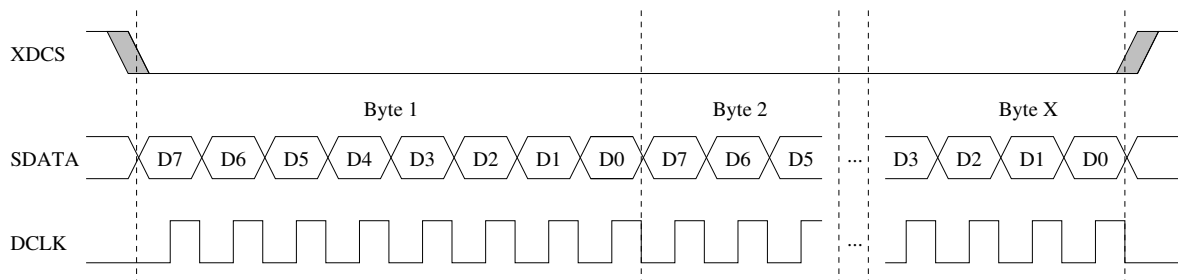 XDCS
Byte 1 Byte 2 Byte X
SDATA D7 D6 D5 D4 D3 D2 D1 D0 D7 D6 D5 ... D3 D2 D1 D0
DCLK ...